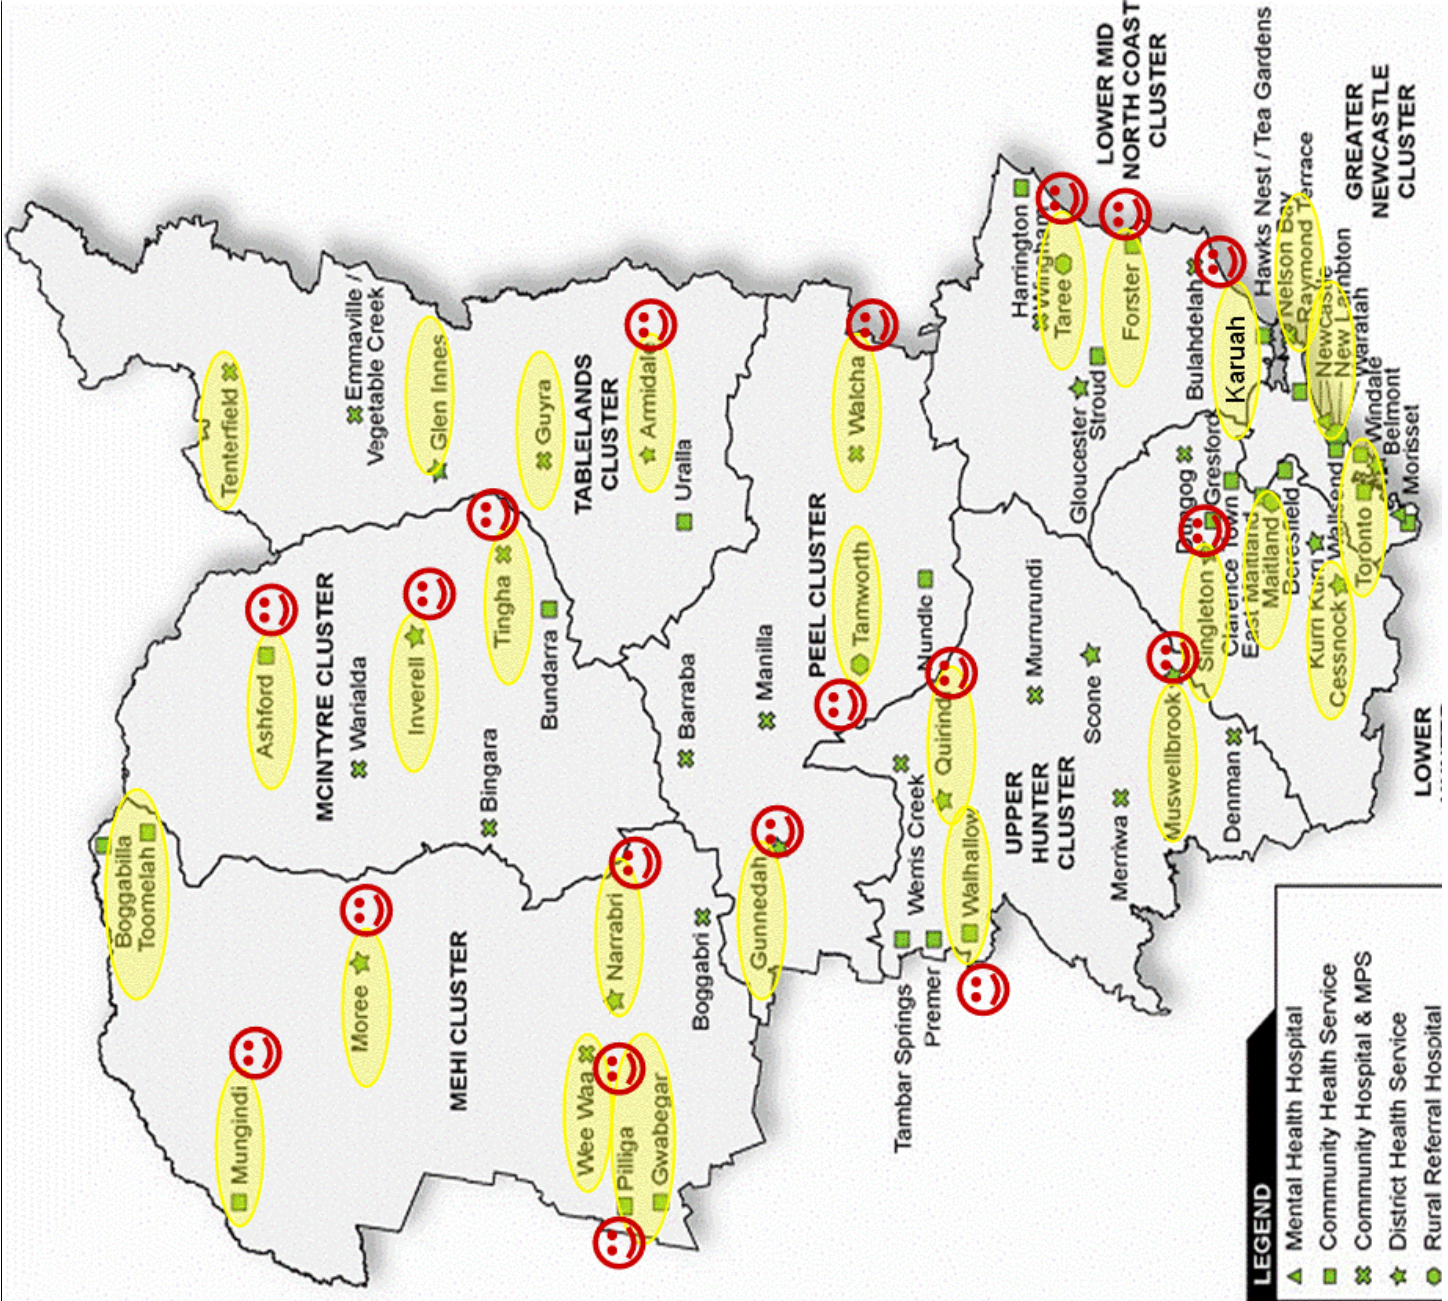 Tenterfield
Emmaville /
Vegetable Creek
Glen Innes
Guyra
TABLELANDS
CLUSTER
Armidale
Uralla
Ashford
MCINTYRE CLUSTER
Warialda
Inverell
Tingha
Bundarra
Bingara
Boggabilla
Toomelah
Mungindi
Moree
MEHI CLUSTER
Narrabri
Wee Waa
Pilliga
Gwabegar
Boggabri
Barraba
Manilla
PEEL CLUSTER
Walcha
Tamworth
Nundle
Gunnedah
Werris Creek
Quirindi
Walhallow
Tambar Springs
Premer
UPPER
HUNTER
CLUSTER
Murrurundi
Scone
Merriwa
Muswellbrook
Denman
Singleton
LOWER MID
NORTH COAST
CLUSTER
Harrington
Wingham
Taree
Forster
Gloucester
Stroud
Bulahdelah
Karuah
Hawks Nest / Tea Gardens
Nelson Bay
Raymond Terrace
GREATER
NEWCASTLE
CLUSTER
Newcastle
New Lambton
Waratah
Windale
Belmont
Morisset
Toronto
Wallsend
Dungog
Gresford
Clarence Town
East Maitland
Maitland
Beresfield
Kurri Kurri
Cessnock
LOWER
LEGEND
Mental Health Hospital
Community Health Service
Community Hospital & MPS
District Health Service
Rural Referral Hospital